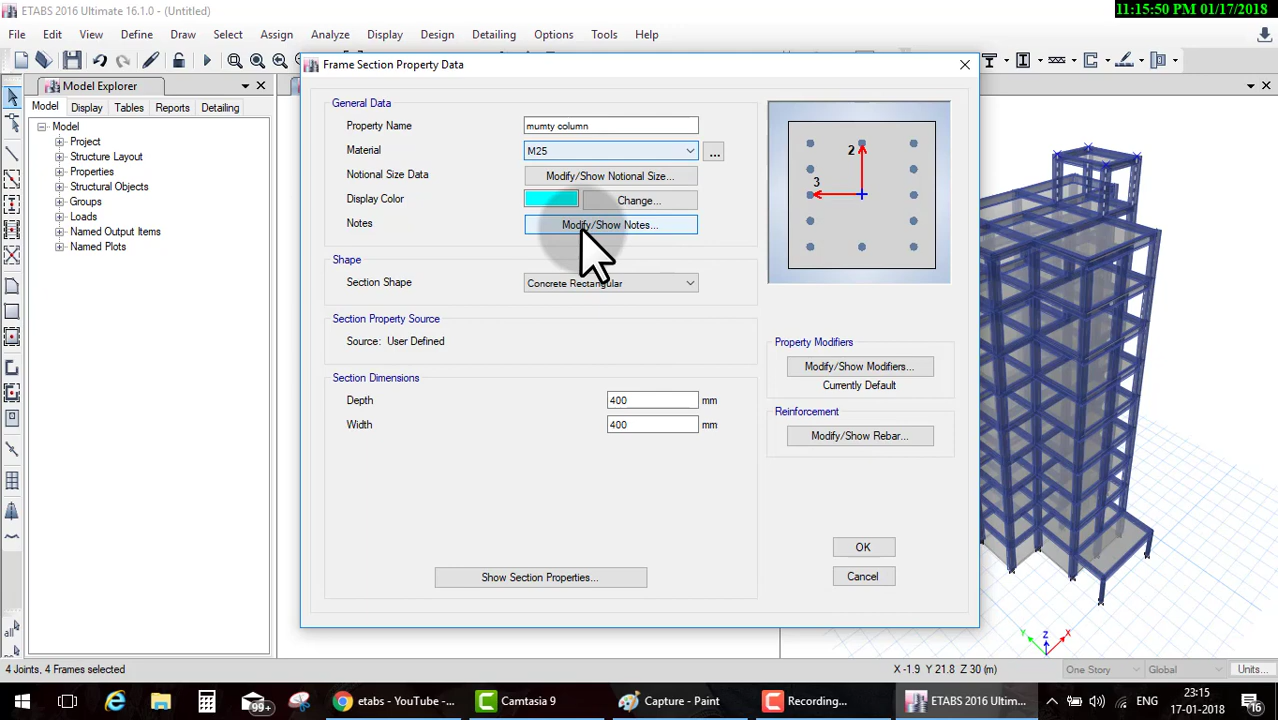 11:15:50 PM 01/17/2018
ETABS 2016 Ultimate 16.1.0 - (Untitled)
File Edit View Define Draw Select Assign Analyze Display Design Detailing Options Tools Help
Model Explorer
Model Display Tables Reports Detailing
Model
Project
Structure Layout
Properties
Structural Objects
Groups
Loads
Named Output Items
Named Plots
all
Frame Section Property Data
General Data
Property Name mumty column
Material M25 ...
Notional Size Data Modify/Show Notional Size...
Display Color Change...
Notes Modify/Show Notes...
Shape
Section Shape Concrete Rectangular
Section Property Source
Source: User Defined
Section Dimensions
Depth 400 mm
Width 400 mm
Show Section Properties...
2
3
Property Modifiers
Modify/Show Modifiers...
Currently Default
Reinforcement
Modify/Show Rebar...
OK
Cancel
Y Z X
4 Joints, 4 Frames selected X -1.9 Y 21.8 Z 30 (m) One Story Global Units...
99+ etabs - YouTube -... Camtasia 9 Capture - Paint Recording... ETABS 2016 Ultim... ENG 23:15
17-01-2018 16